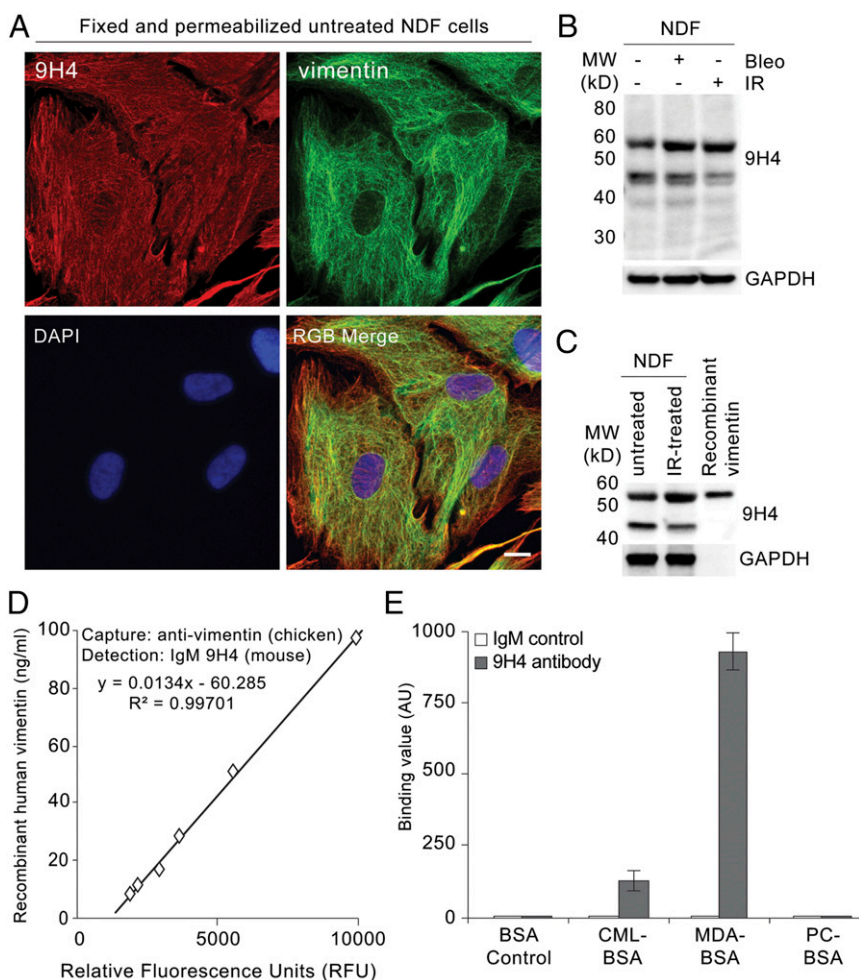 A
Fixed and permeabilized untreated NDF cells
9H4
vimentin
DAPI
RGB Merge
B
NDF
MW - + - Bleo
(kD) - - + IR
80
60
50
40
30
9H4
GAPDH
C
NDF
untreated
IR-treated
Recombinant
vimentin
MW
(kD)
60
50
40
9H4
GAPDH
D
Recombinant human vimentin (ng/ml)
100
80
60
40
20
0
Capture: anti-vimentin (chicken)
Detection: IgM 9H4 (mouse)
y = 0.0134x - 60.285
R² = 0.99701
0 5000 10000
Relative Fluorescence Units (RFU)
E
Binding value (AU)
1000
750
500
250
0
IgM control
9H4 antibody
BSA CML- MDA- PC-
Control BSA BSA BSA